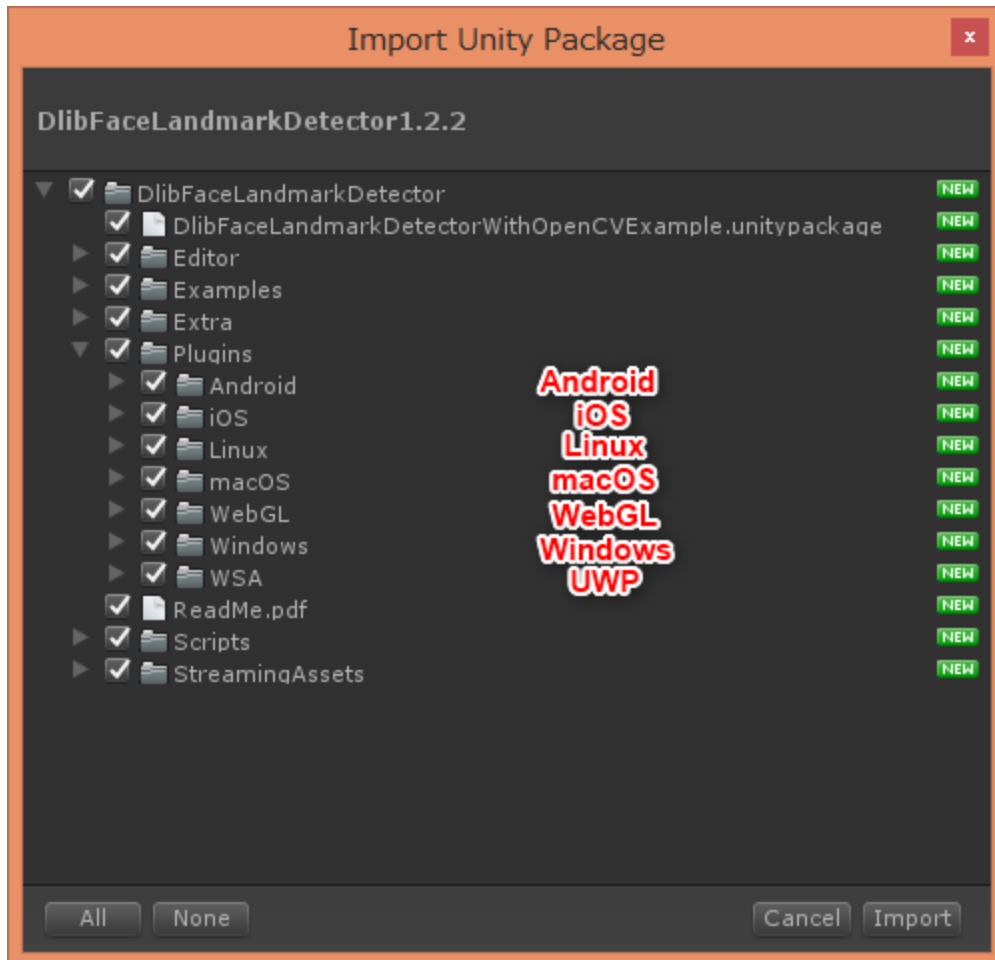 Import Unity Package
x
DlibFaceLandmarkDetector1.2.2
DlibFaceLandmarkDetector NEW
DlibFaceLandmarkDetectorWithOpenCVExample.unitypackage NEW
Editor NEW
Examples NEW
Extra NEW
Plugins NEW
Android Android NEW
iOS iOS NEW
Linux Linux NEW
macOS macOS NEW
WebGL WebGL NEW
Windows Windows NEW
WSA UWP NEW
ReadMe.pdf NEW
Scripts NEW
StreamingAssets NEW
All None Cancel Import